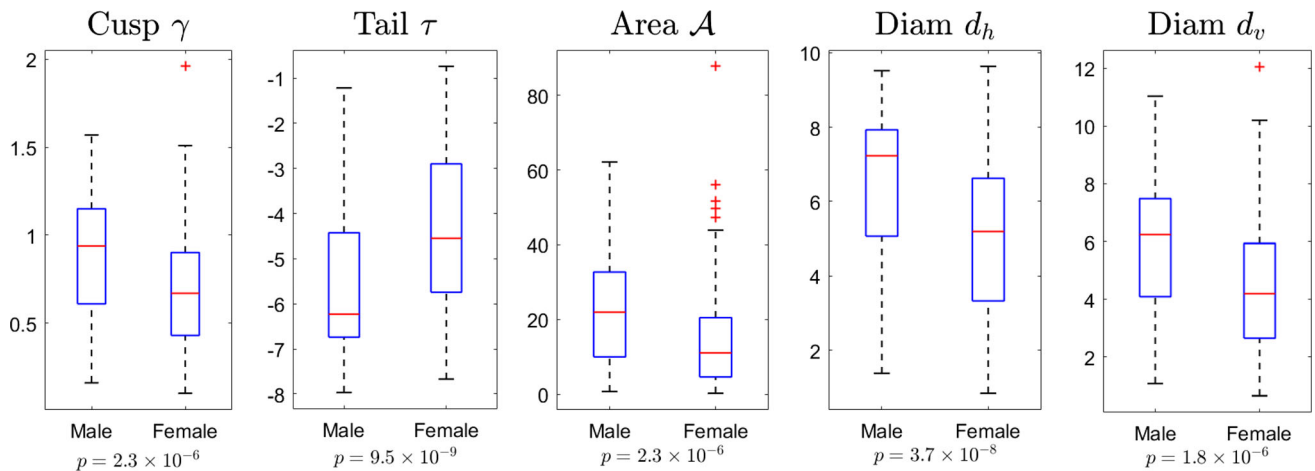 Cusp γ
2
1.5
1
0.5
Male Female
p = 2.3 × 10⁻⁶
Tail τ
-1
-2
-3
-4
-5
-6
-7
-8
Male Female
p = 9.5 × 10⁻⁹
Area 𝒜
80
60
40
20
0
Male Female
p = 2.3 × 10⁻⁶
Diam dₕ
10
8
6
4
2
Male Female
p = 3.7 × 10⁻⁸
Diam dᵥ
12
10
8
6
4
2
Male Female
p = 1.8 × 10⁻⁶